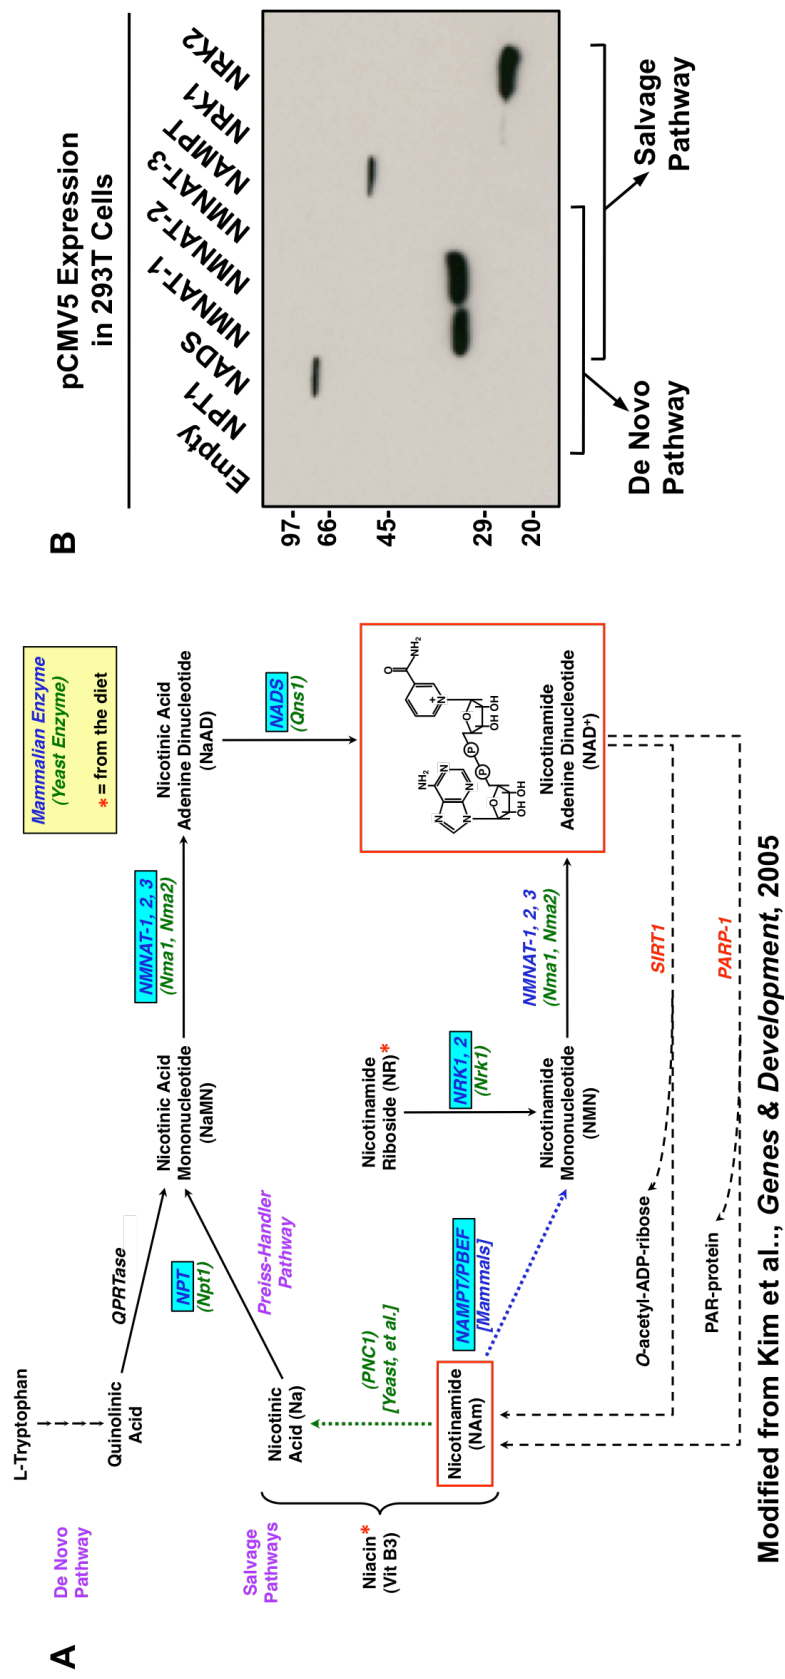 A
De Novo
Pathway
L-Tryptophan
Quinolinic
Acid
QPRTase
NPT
(Npt1)
Nicotinic Acid
Mononucleotide
(NaMN)
NMNAT-1, 2, 3
(Nma1, Nma2)
Nicotinic Acid
Adenine Dinucleotide
(NaAD)
Mammalian Enzyme
(Yeast Enzyme)
* = from the diet
NADS
(Qns1)
Salvage
Pathways
Nicotinic
Acid (Na)
Preiss-Handler
Pathway
Niacin*
(Vit B3)
(PNC1)
[Yeast, et al.]
Nicotinamide
(NAm)
NAMPT/PBEF
[Mammals]
Nicotinamide
Riboside (NR)*
NRK1, 2
(Nrk1)
Nicotinamide
Mononucleotide
(NMN)
NMNAT-1, 2, 3
(Nma1, Nma2)
NH2
N
N
N
N
O
OH OH
P
P
O
NH2
N
+
O
OH OH
Nicotinamide
Adenine Dinucleotide
(NAD+)
O-acetyl-ADP-ribose
SIRT1
PAR-protein
PARP-1
Modified from Kim et al.., Genes & Development, 2005
B
pCMV5 Expression
in 293T Cells
Empty
NPT1
NADS
NMNAT-1
NMNAT-2
NMNAT-3
NAMPT
NRK1
NRK2
97-
66-
45-
29-
20-
De Novo
Pathway
Salvage
Pathway